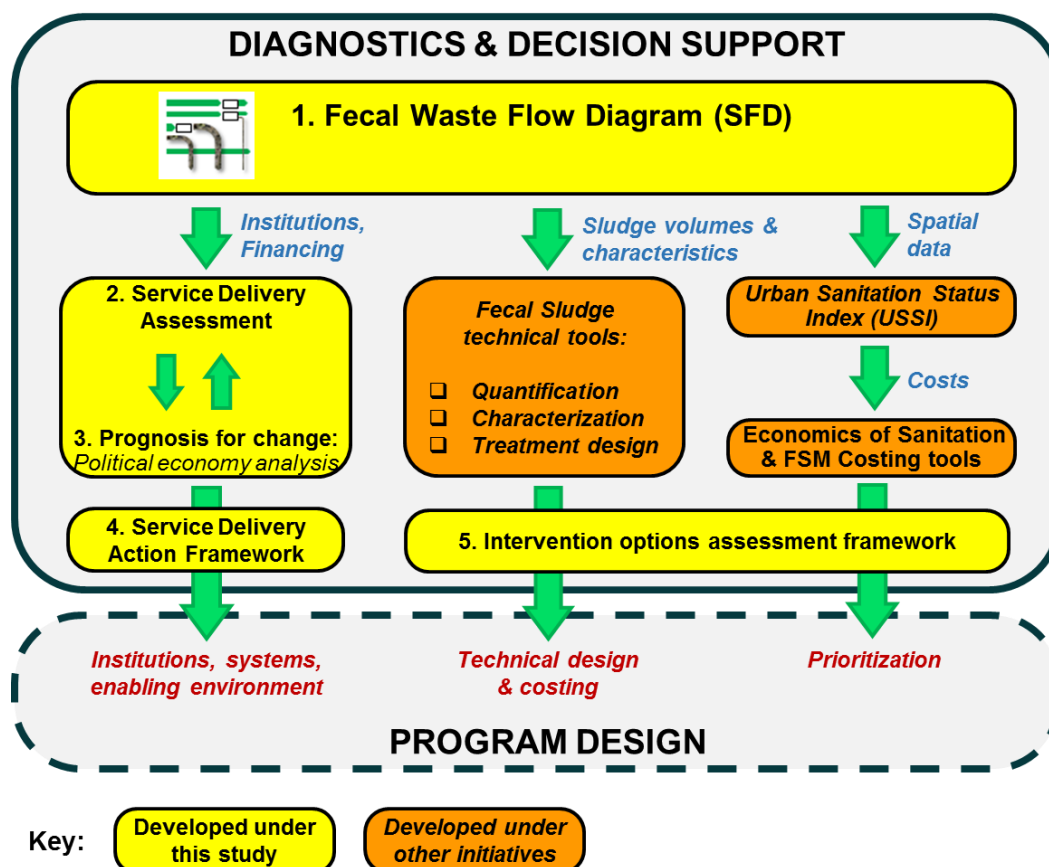 DIAGNOSTICS & DECISION SUPPORT
1. Fecal Waste Flow Diagram (SFD)
Institutions,
Financing
Sludge volumes &
characteristics
Spatial
data
2. Service Delivery
Assessment
3. Prognosis for change:
Political economy analysis
Fecal Sludge
technical tools:
❑ Quantification
❑ Characterization
❑ Treatment design
Urban Sanitation Status
Index (USSI)
Costs
Economics of Sanitation
& FSM Costing tools
4. Service Delivery
Action Framework
5. Intervention options assessment framework
Institutions, systems,
enabling environment
Technical design
& costing
Prioritization
PROGRAM DESIGN
Key:
Developed under
this study
Developed under
other initiatives